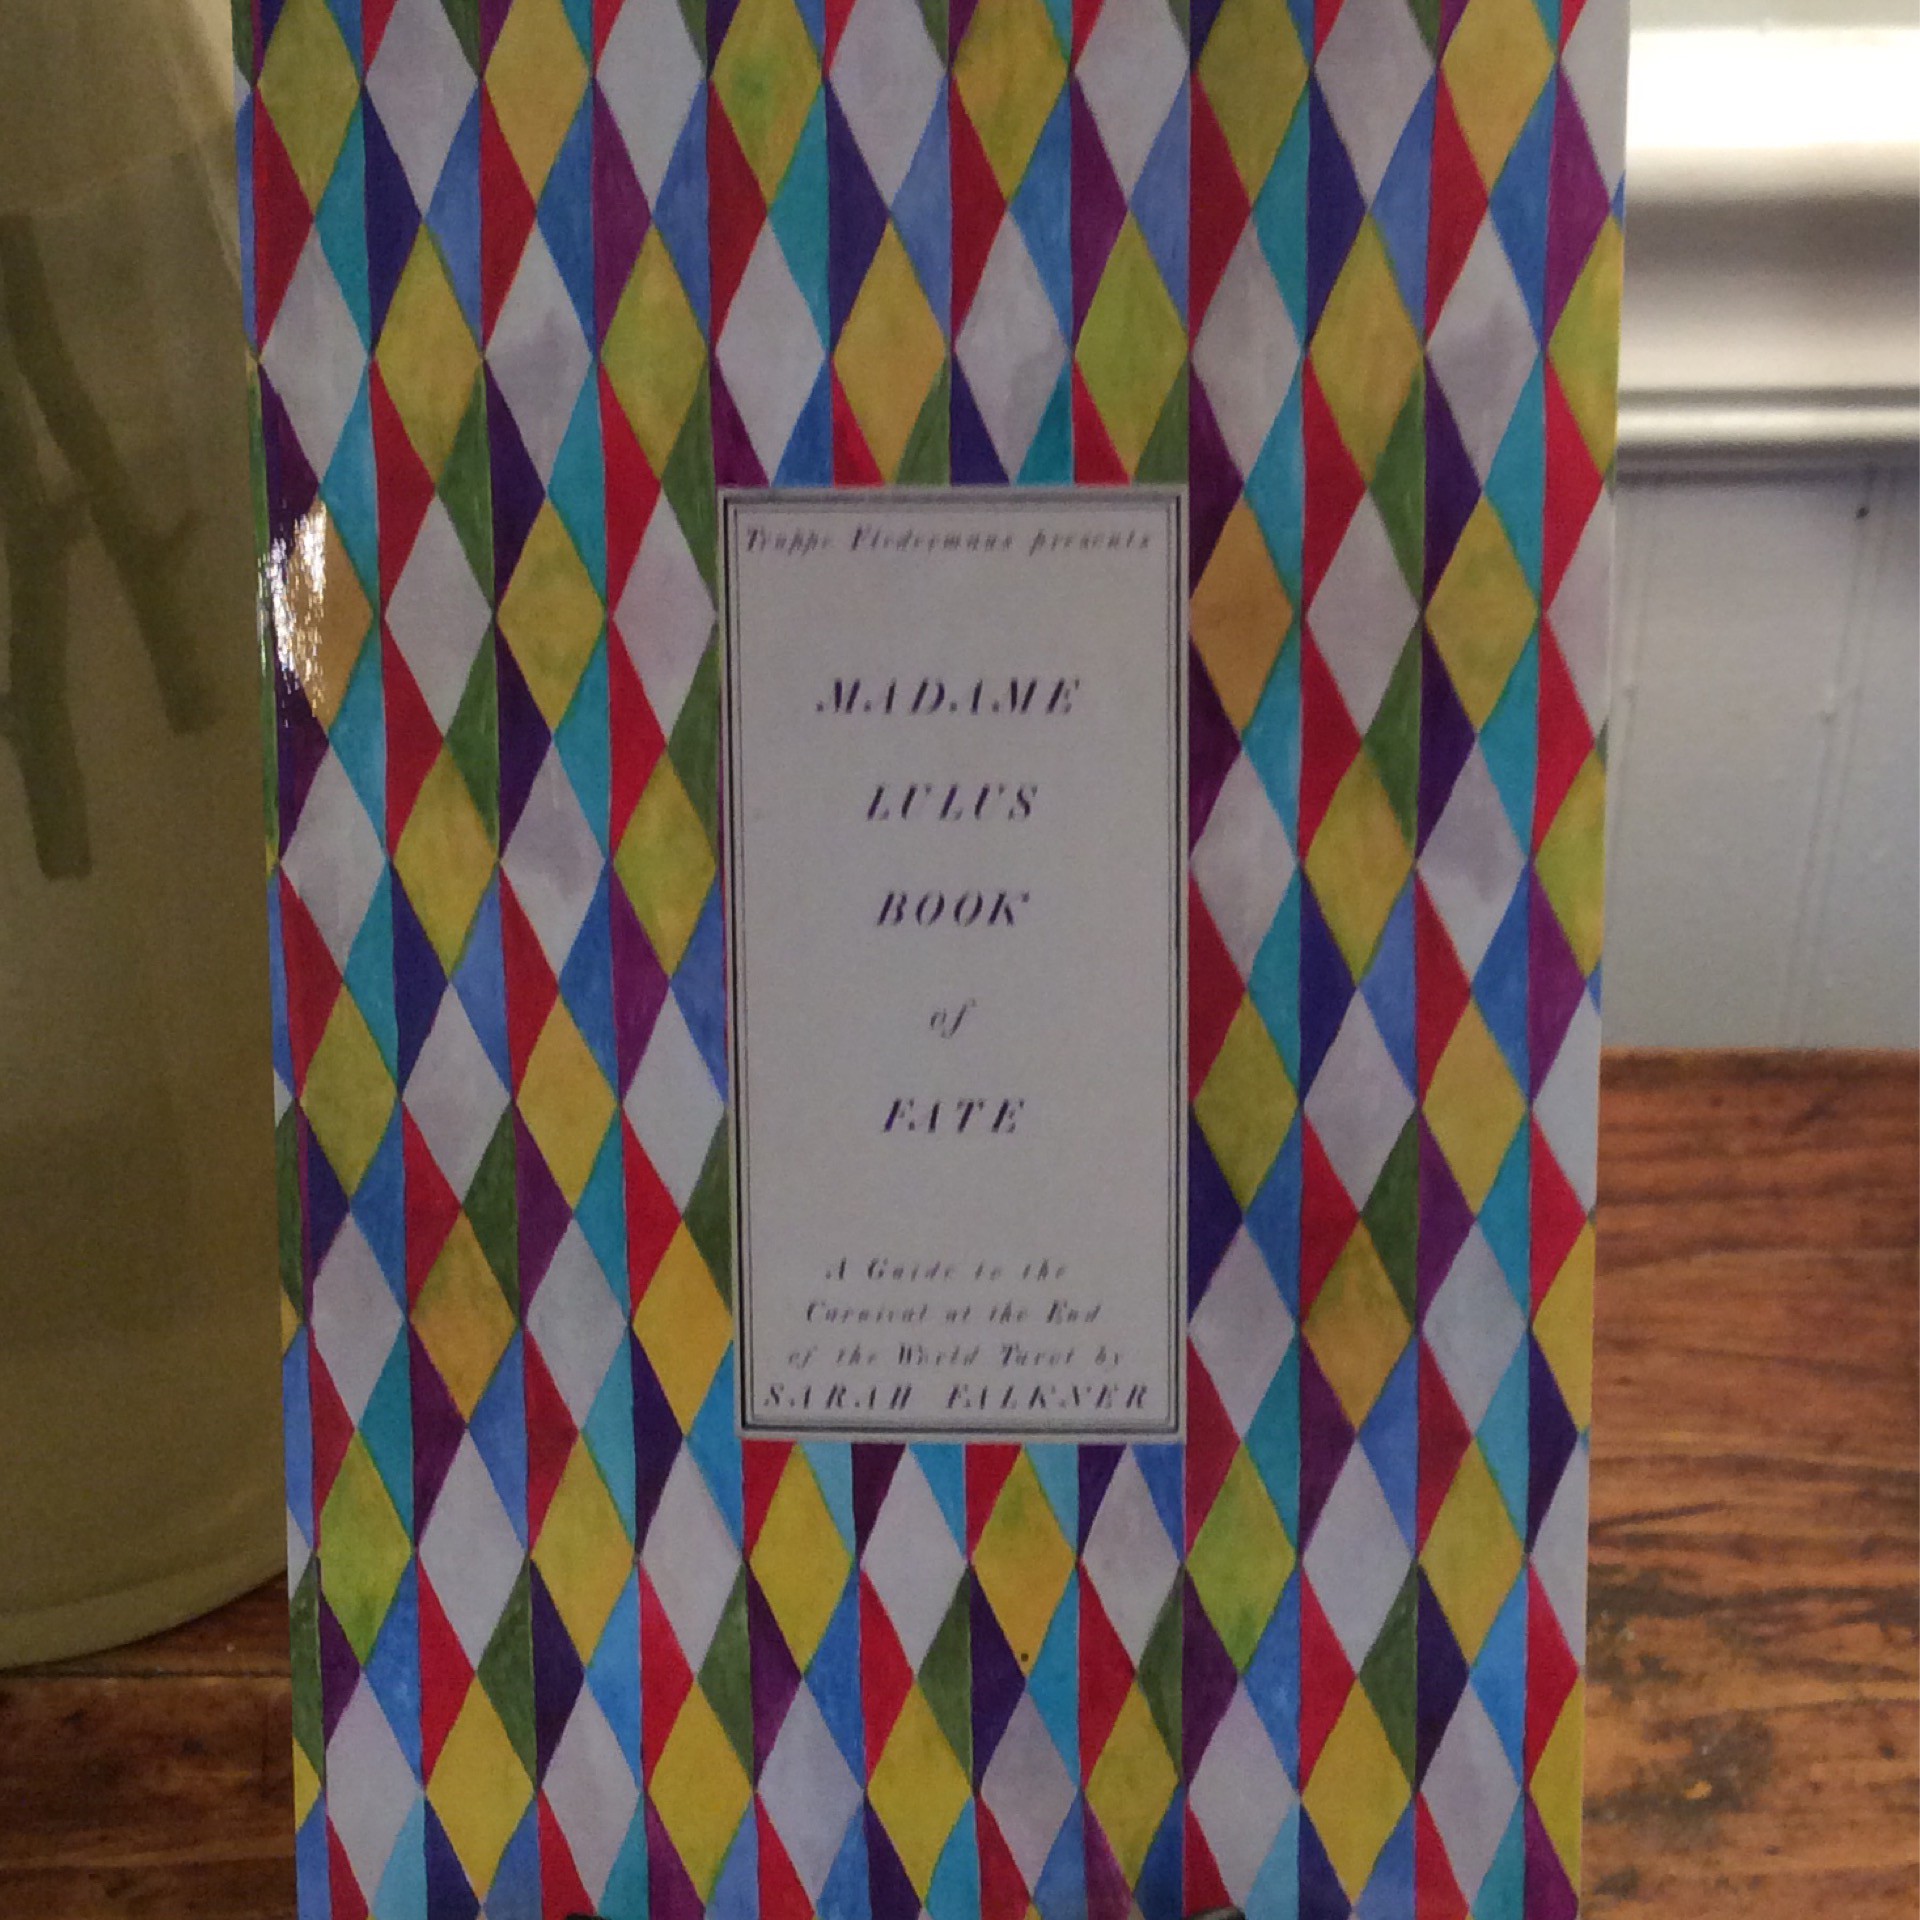 Truppe Fledermaus presents
MADAME
LULU'S
BOOK
of
FATE
A Guide to the
Carnival at the End
of the World Tarot by
SARAH FALKNER